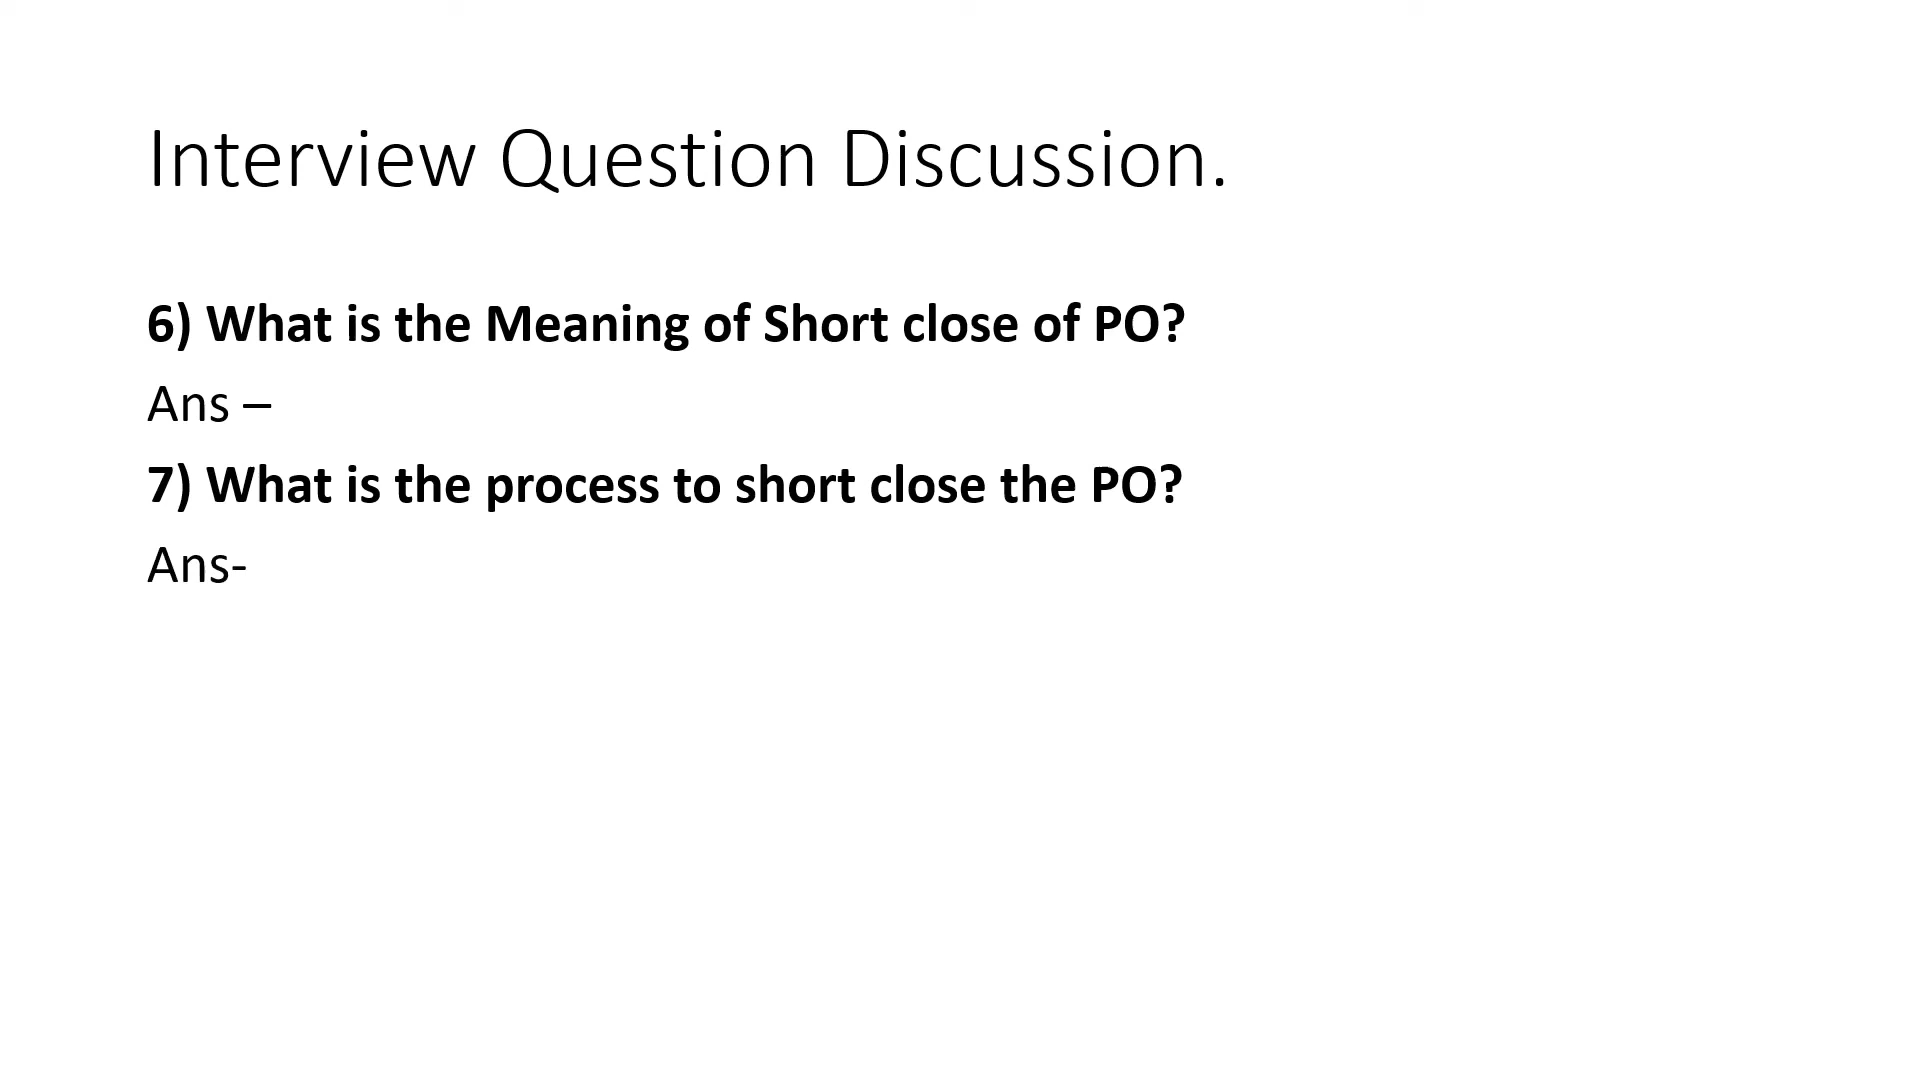 Interview Question Discussion.
6) What is the Meaning of Short close of PO?
Ans –
7) What is the process to short close the PO?
Ans-